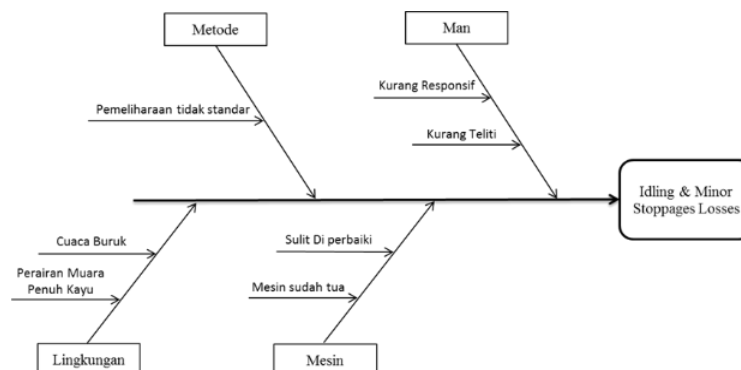 Metode
Man
Kurang Responsif
Pemeliharaan tidak standar
Kurang Teliti
Idling & Minor
Stoppages Losses
Cuaca Buruk
Sulit Di perbaiki
Perairan Muara
Penuh Kayu
Mesin sudah tua
Lingkungan
Mesin